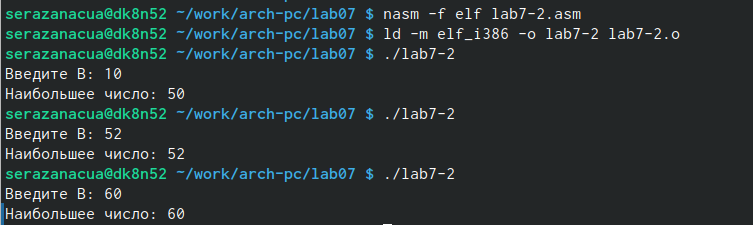 serazanacua@dk8n52 ~/work/arch-pc/lab07 $ nasm -f elf lab7-2.asm
serazanacua@dk8n52 ~/work/arch-pc/lab07 $ ld -m elf_i386 -o lab7-2 lab7-2.o
serazanacua@dk8n52 ~/work/arch-pc/lab07 $ ./lab7-2
Введите B: 10
Наибольшее число: 50
serazanacua@dk8n52 ~/work/arch-pc/lab07 $ ./lab7-2
Введите B: 52
Наибольшее число: 52
serazanacua@dk8n52 ~/work/arch-pc/lab07 $ ./lab7-2
Введите B: 60
Наибольшее число: 60